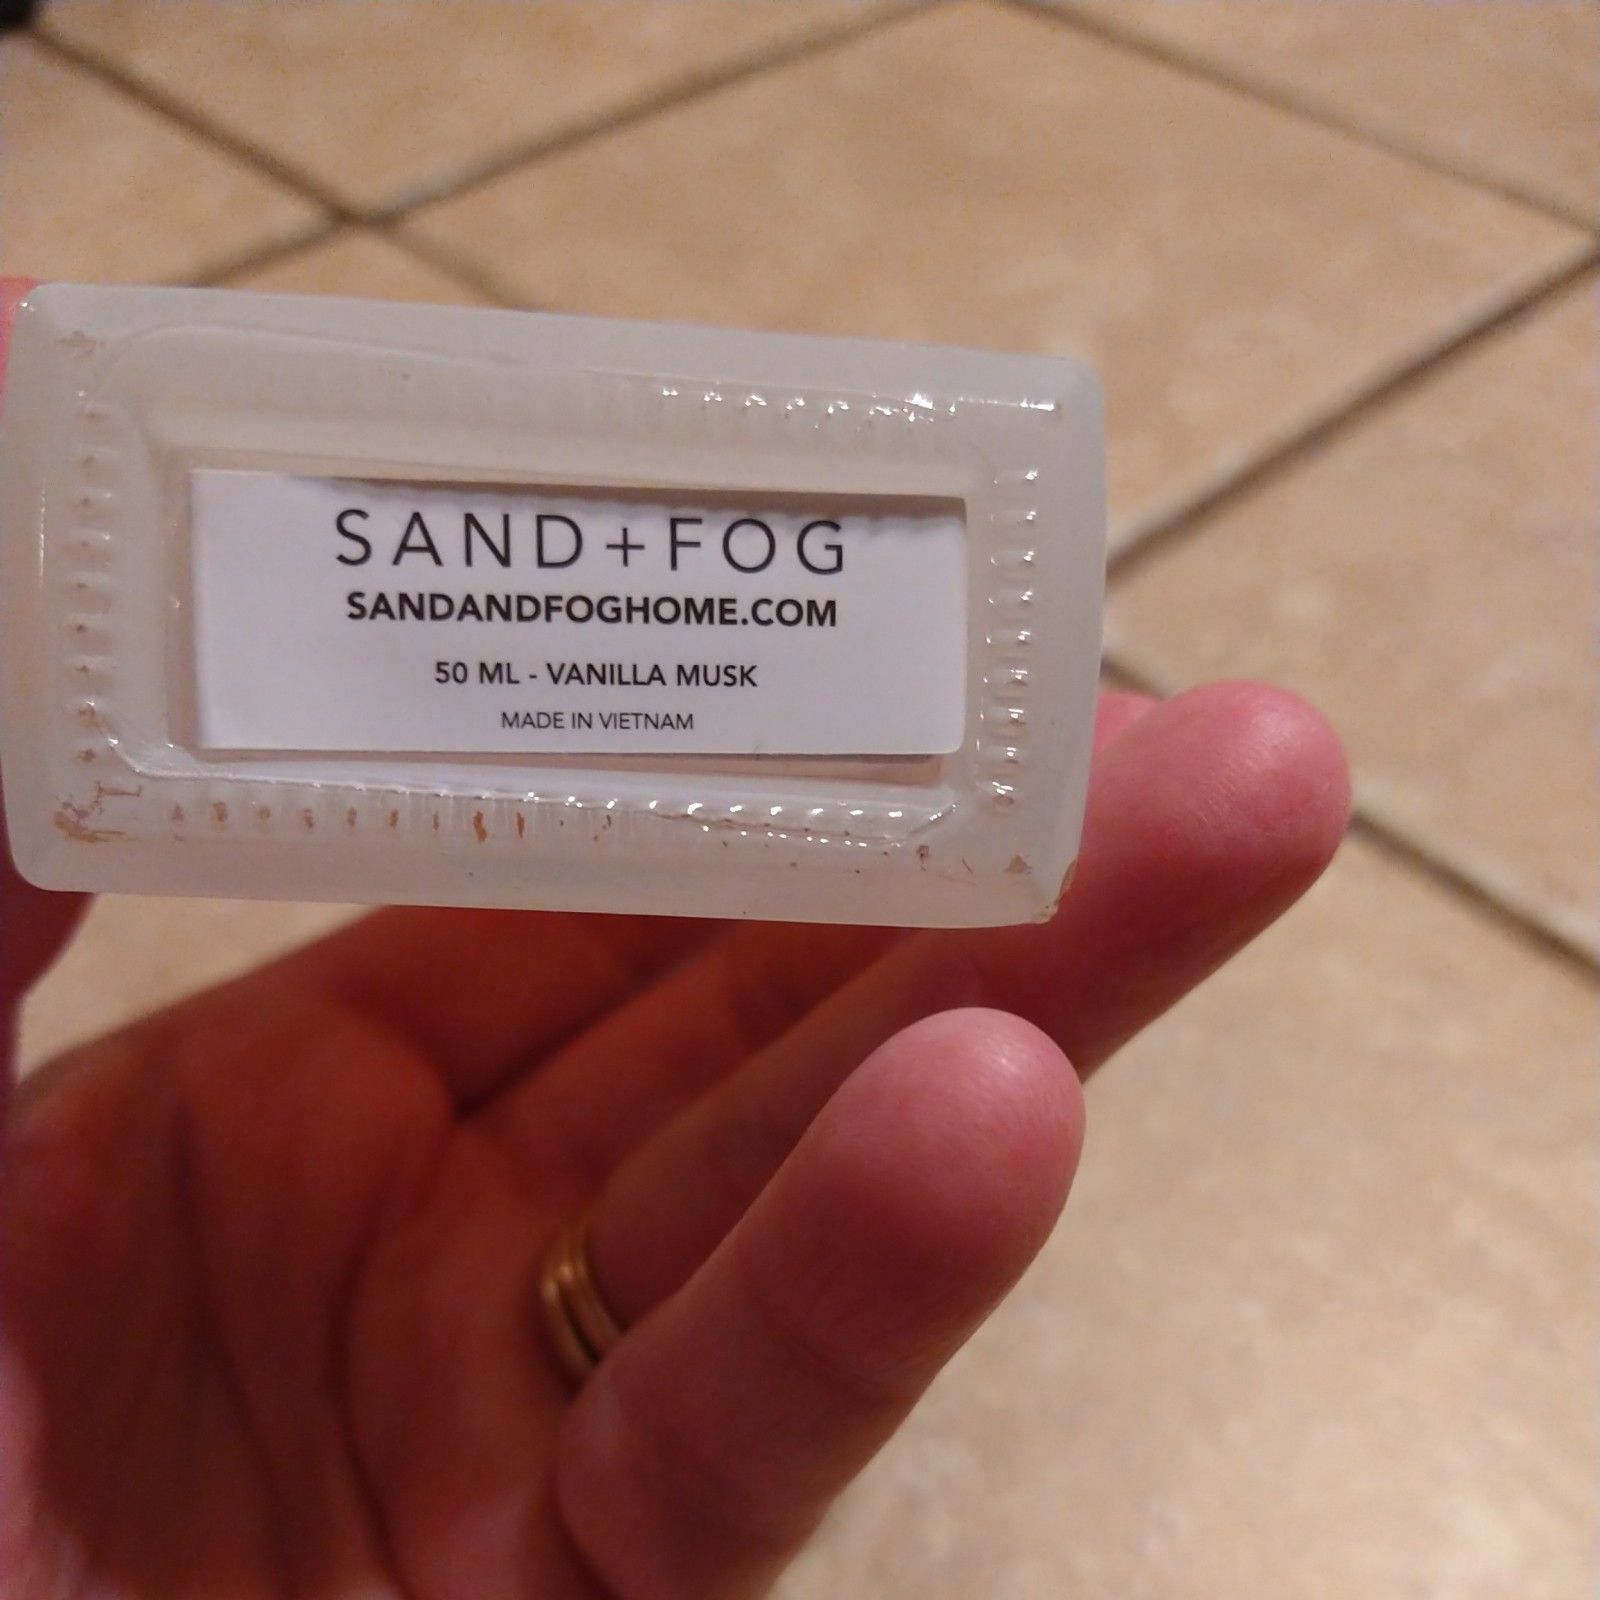 SAND+FOG
SANDANDFOGHOME.COM
50 ML - VANILLA MUSK
MADE IN VIETNAM